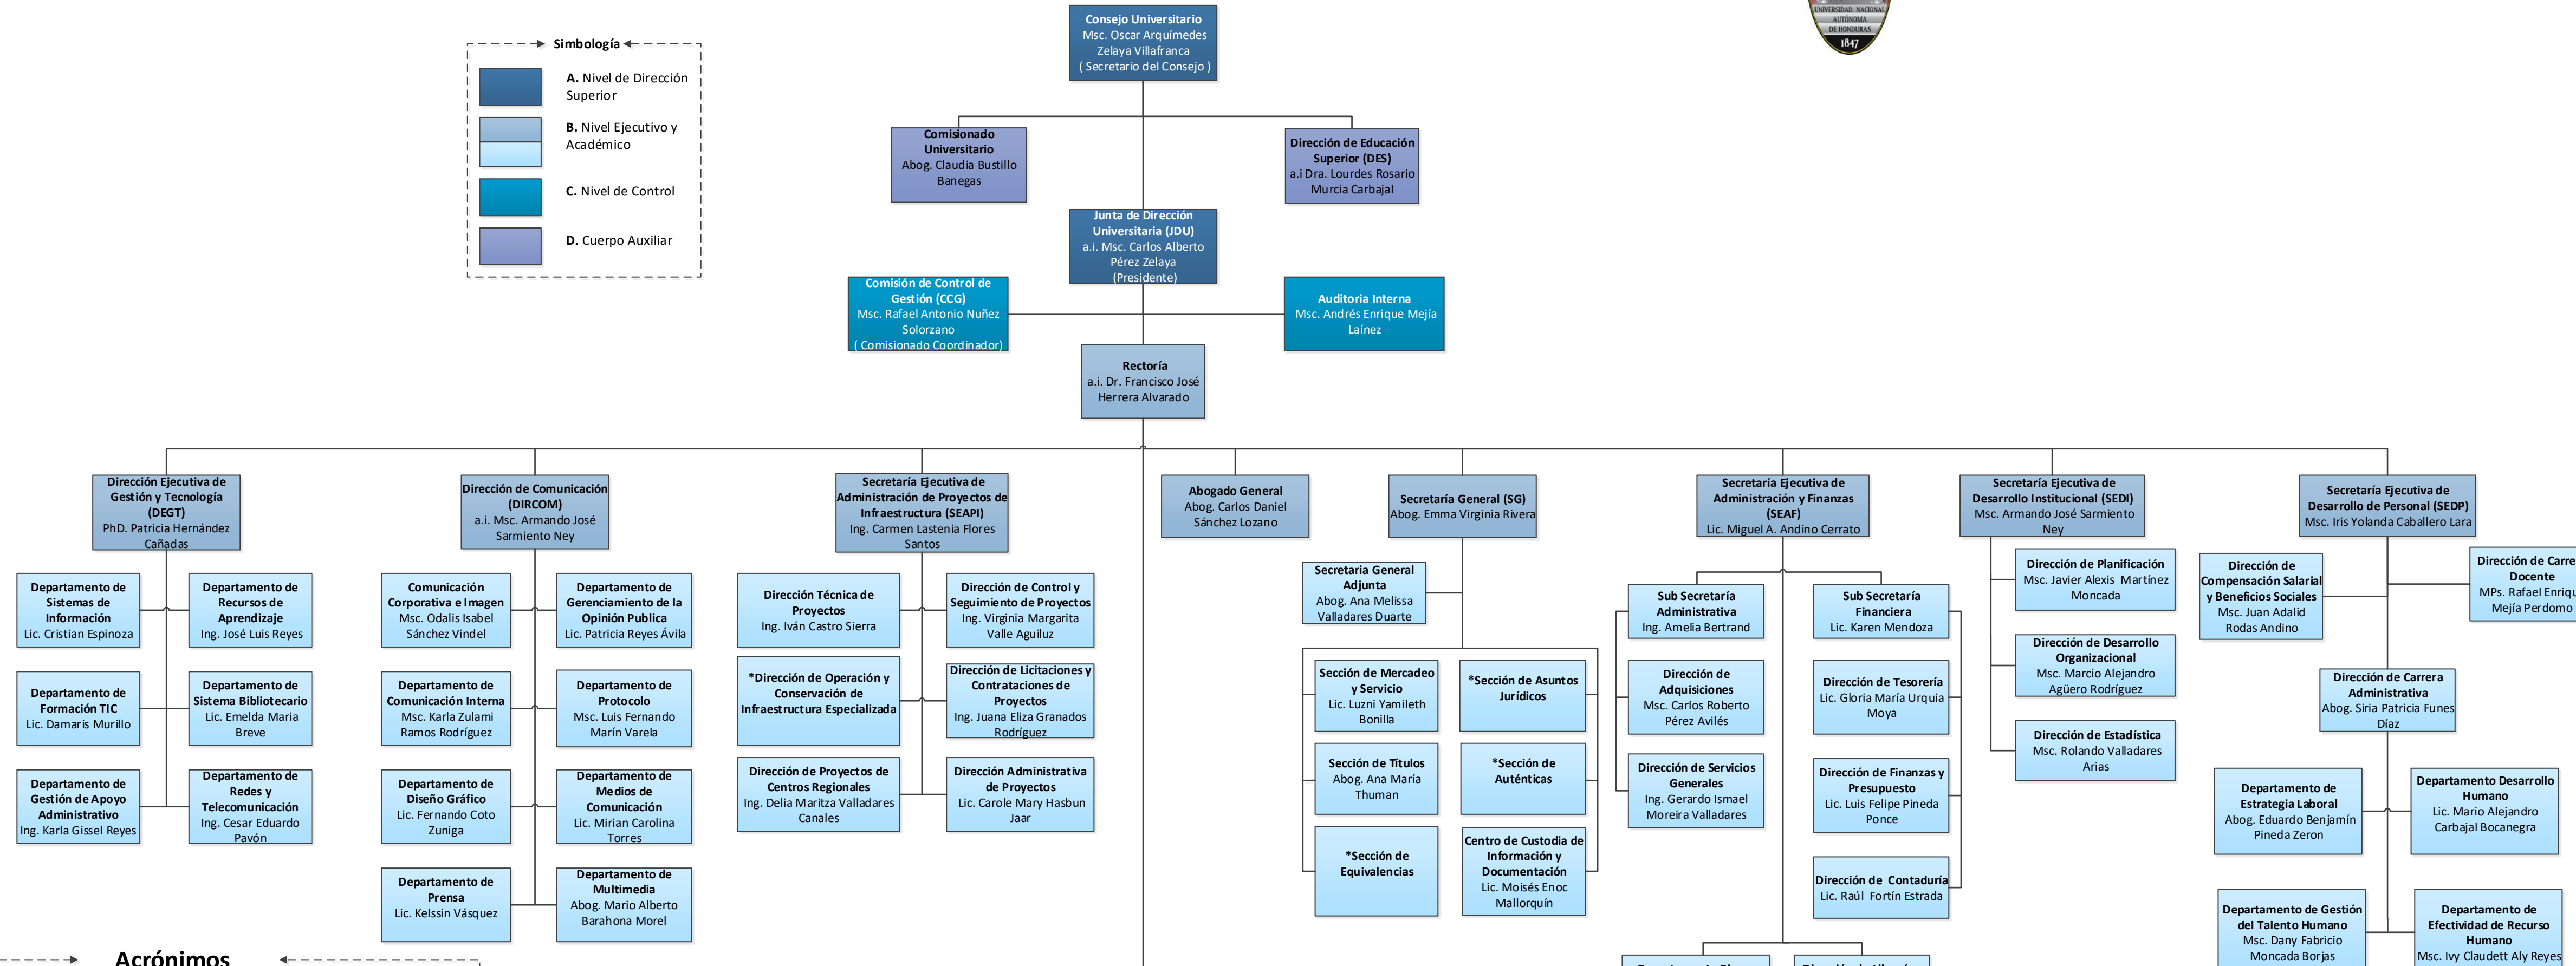 Consejo Universitario
Msc. Oscar Arquímedes
Zelaya Villafranca
( Secretario del Consejo )
UNIVERSIDAD NACIONAL
AUTÓNOMA
DE HONDURAS
1847
Simbología
A. Nivel de Dirección
Superior
B. Nivel Ejecutivo y
Académico
C. Nivel de Control
D. Cuerpo Auxiliar
Comisionado
Universitario
Abog. Claudia Bustillo
Banegas
Dirección de Educación
Superior (DES)
a.i Dra. Lourdes Rosario
Murcia Carbajal
Junta de Dirección
Universitaria (JDU)
a.i. Msc. Carlos Alberto
Pérez Zelaya
(Presidente)
Comisión de Control de
Gestión (CCG)
Msc. Rafael Antonio Nuñez
Solorzano
( Comisionado Coordinador)
Auditoria Interna
Msc. Andrés Enrique Mejía
Laínez
Rectoría
a.i. Dr. Francisco José
Herrera Alvarado
Dirección Ejecutiva de
Gestión y Tecnología
(DEGT)
PhD. Patricia Hernández
Cañadas
Dirección de Comunicación
(DIRCOM)
a.i. Msc. Armando José
Sarmiento Ney
Secretaría Ejecutiva de
Administración de Proyectos de
Infraestructura (SEAPI)
Ing. Carmen Lastenia Flores
Santos
Abogado General
Abog. Carlos Daniel
Sánchez Lozano
Secretaría General (SG)
Abog. Emma Virginia Rivera
Secretaría Ejecutiva de
Administración y Finanzas
(SEAF)
Lic. Miguel A. Andino Cerrato
Secretaría Ejecutiva de
Desarrollo Institucional (SEDI)
Msc. Armando José Sarmiento
Ney
Secretaría Ejecutiva de
Desarrollo de Personal (SEDP)
Msc. Iris Yolanda Caballero Lara
Departamento de
Sistemas de
Información
Lic. Cristian Espinoza
Departamento de
Recursos de
Aprendizaje
Ing. José Luis Reyes
Departamento de
Formación TIC
Lic. Damaris Murillo
Departamento de
Sistema Bibliotecario
Lic. Emelda Maria
Breve
Departamento de
Gestión de Apoyo
Administrativo
Ing. Karla Gissel Reyes
Departamento de
Redes y
Telecomunicación
Ing. Cesar Eduardo
Pavón
Comunicación
Corporativa e Imagen
Msc. Odalis Isabel
Sánchez Vindel
Departamento de
Gerenciamiento de la
Opinión Publica
Lic. Patricia Reyes Ávila
Departamento de
Comunicación Interna
Msc. Karla Zulami
Ramos Rodríguez
Departamento de
Protocolo
Msc. Luis Fernando
Marín Varela
Departamento de
Diseño Gráfico
Lic. Fernando Coto
Zuniga
Departamento de
Medios de
Comunicación
Lic. Mirian Carolina
Torres
Departamento de
Prensa
Lic. Kelssin Vásquez
Departamento de
Multimedia
Abog. Mario Alberto
Barahona Morel
Dirección Técnica de
Proyectos
Ing. Iván Castro Sierra
Dirección de Control y
Seguimiento de Proyectos
Ing. Virginia Margarita
Valle Aguiluz
*Dirección de Operación y
Conservación de
Infraestructura Especializada
Dirección de Licitaciones y
Contrataciones de
Proyectos
Ing. Juana Eliza Granados
Rodríguez
Dirección de Proyectos de
Centros Regionales
Ing. Delia Maritza Valladares
Canales
Dirección Administrativa
de Proyectos
Lic. Carole Mary Hasbun
Jaar
Secretaria General
Adjunta
Abog. Ana Melissa
Valladares Duarte
Sección de Mercadeo
y Servicio
Lic. Luzni Yamileth
Bonilla
*Sección de Asuntos
Jurídicos
Sección de Títulos
Abog. Ana María
Thuman
*Sección de
Auténticas
*Sección de
Equivalencias
Centro de Custodia de
Información y
Documentación
Lic. Moisés Enoc
Mallorquín
Sub Secretaría
Administrativa
Ing. Amelia Bertrand
Sub Secretaría
Financiera
Lic. Karen Mendoza
Dirección de
Adquisiciones
Msc. Carlos Roberto
Pérez Avilés
Dirección de Tesorería
Lic. Gloria María Urquia
Moya
Dirección de Servicios
Generales
Ing. Gerardo Ismael
Moreira Valladares
Dirección de Finanzas y
Presupuesto
Lic. Luis Felipe Pineda
Ponce
Dirección de Contaduría
Lic. Raúl Fortín Estrada
Dirección de Planificación
Msc. Javier Alexis Martínez
Moncada
Dirección de Desarrollo
Organizacional
Msc. Marcio Alejandro
Agüero Rodríguez
Dirección de Estadística
Msc. Rolando Valladares
Arias
Dirección de
Compensación Salarial
y Beneficios Sociales
Msc. Juan Adalid
Rodas Andino
Dirección de Carre
Docente
MPs. Rafael Enriqu
Mejía Perdomo
Dirección de Carrera
Administrativa
Abog. Siria Patricia Funes
Díaz
Departamento de
Estrategia Laboral
Abog. Eduardo Benjamín
Pineda Zeron
Departamento Desarrollo
Humano
Lic. Mario Alejandro
Carbajal Bocanegra
Departamento de Gestión
del Talento Humano
Msc. Dany Fabricio
Moncada Borjas
Departamento de
Efectividad de Recurso
Humano
Msc. Ivy Claudett Aly Reyes
Acrónimos